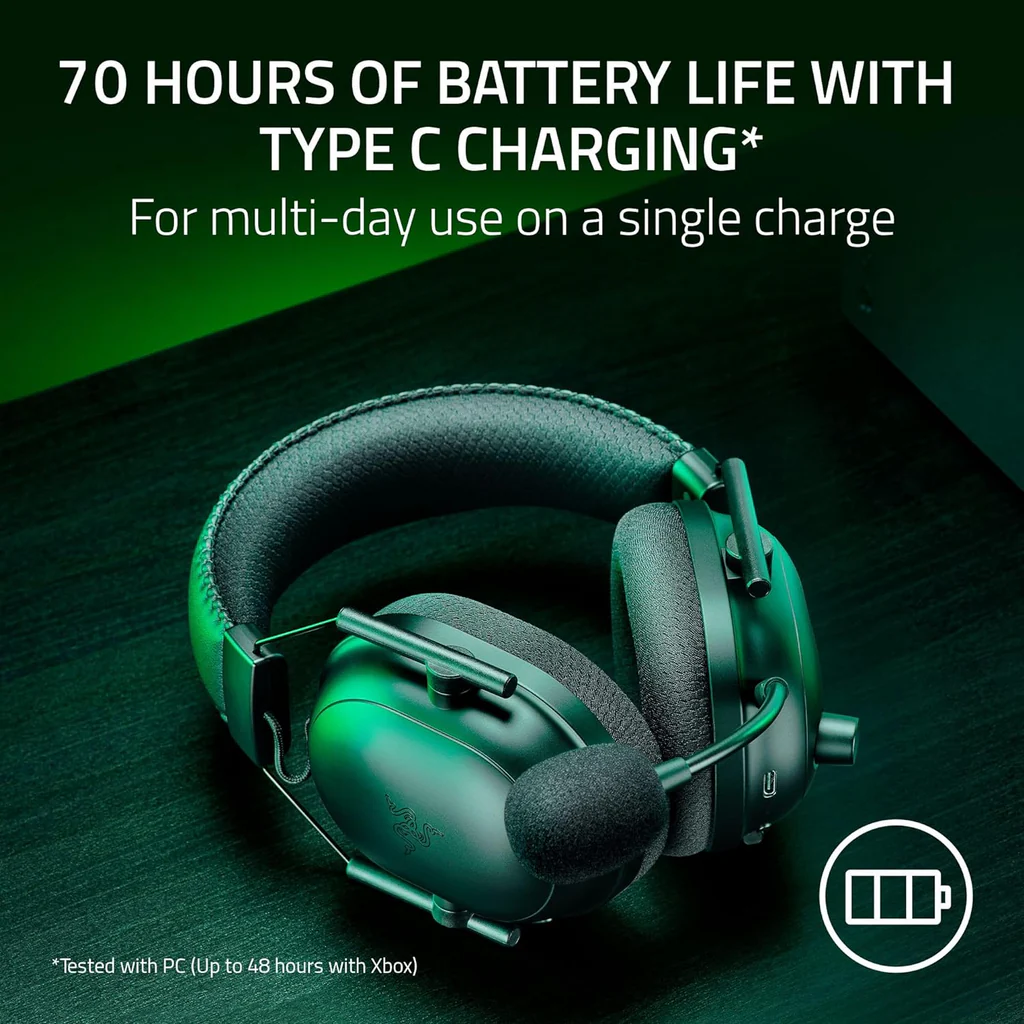 70 HOURS OF BATTERY LIFE WITH
TYPE C CHARGING*
For multi-day use on a single charge
*Tested with PC (Up to 48 hours with Xbox)